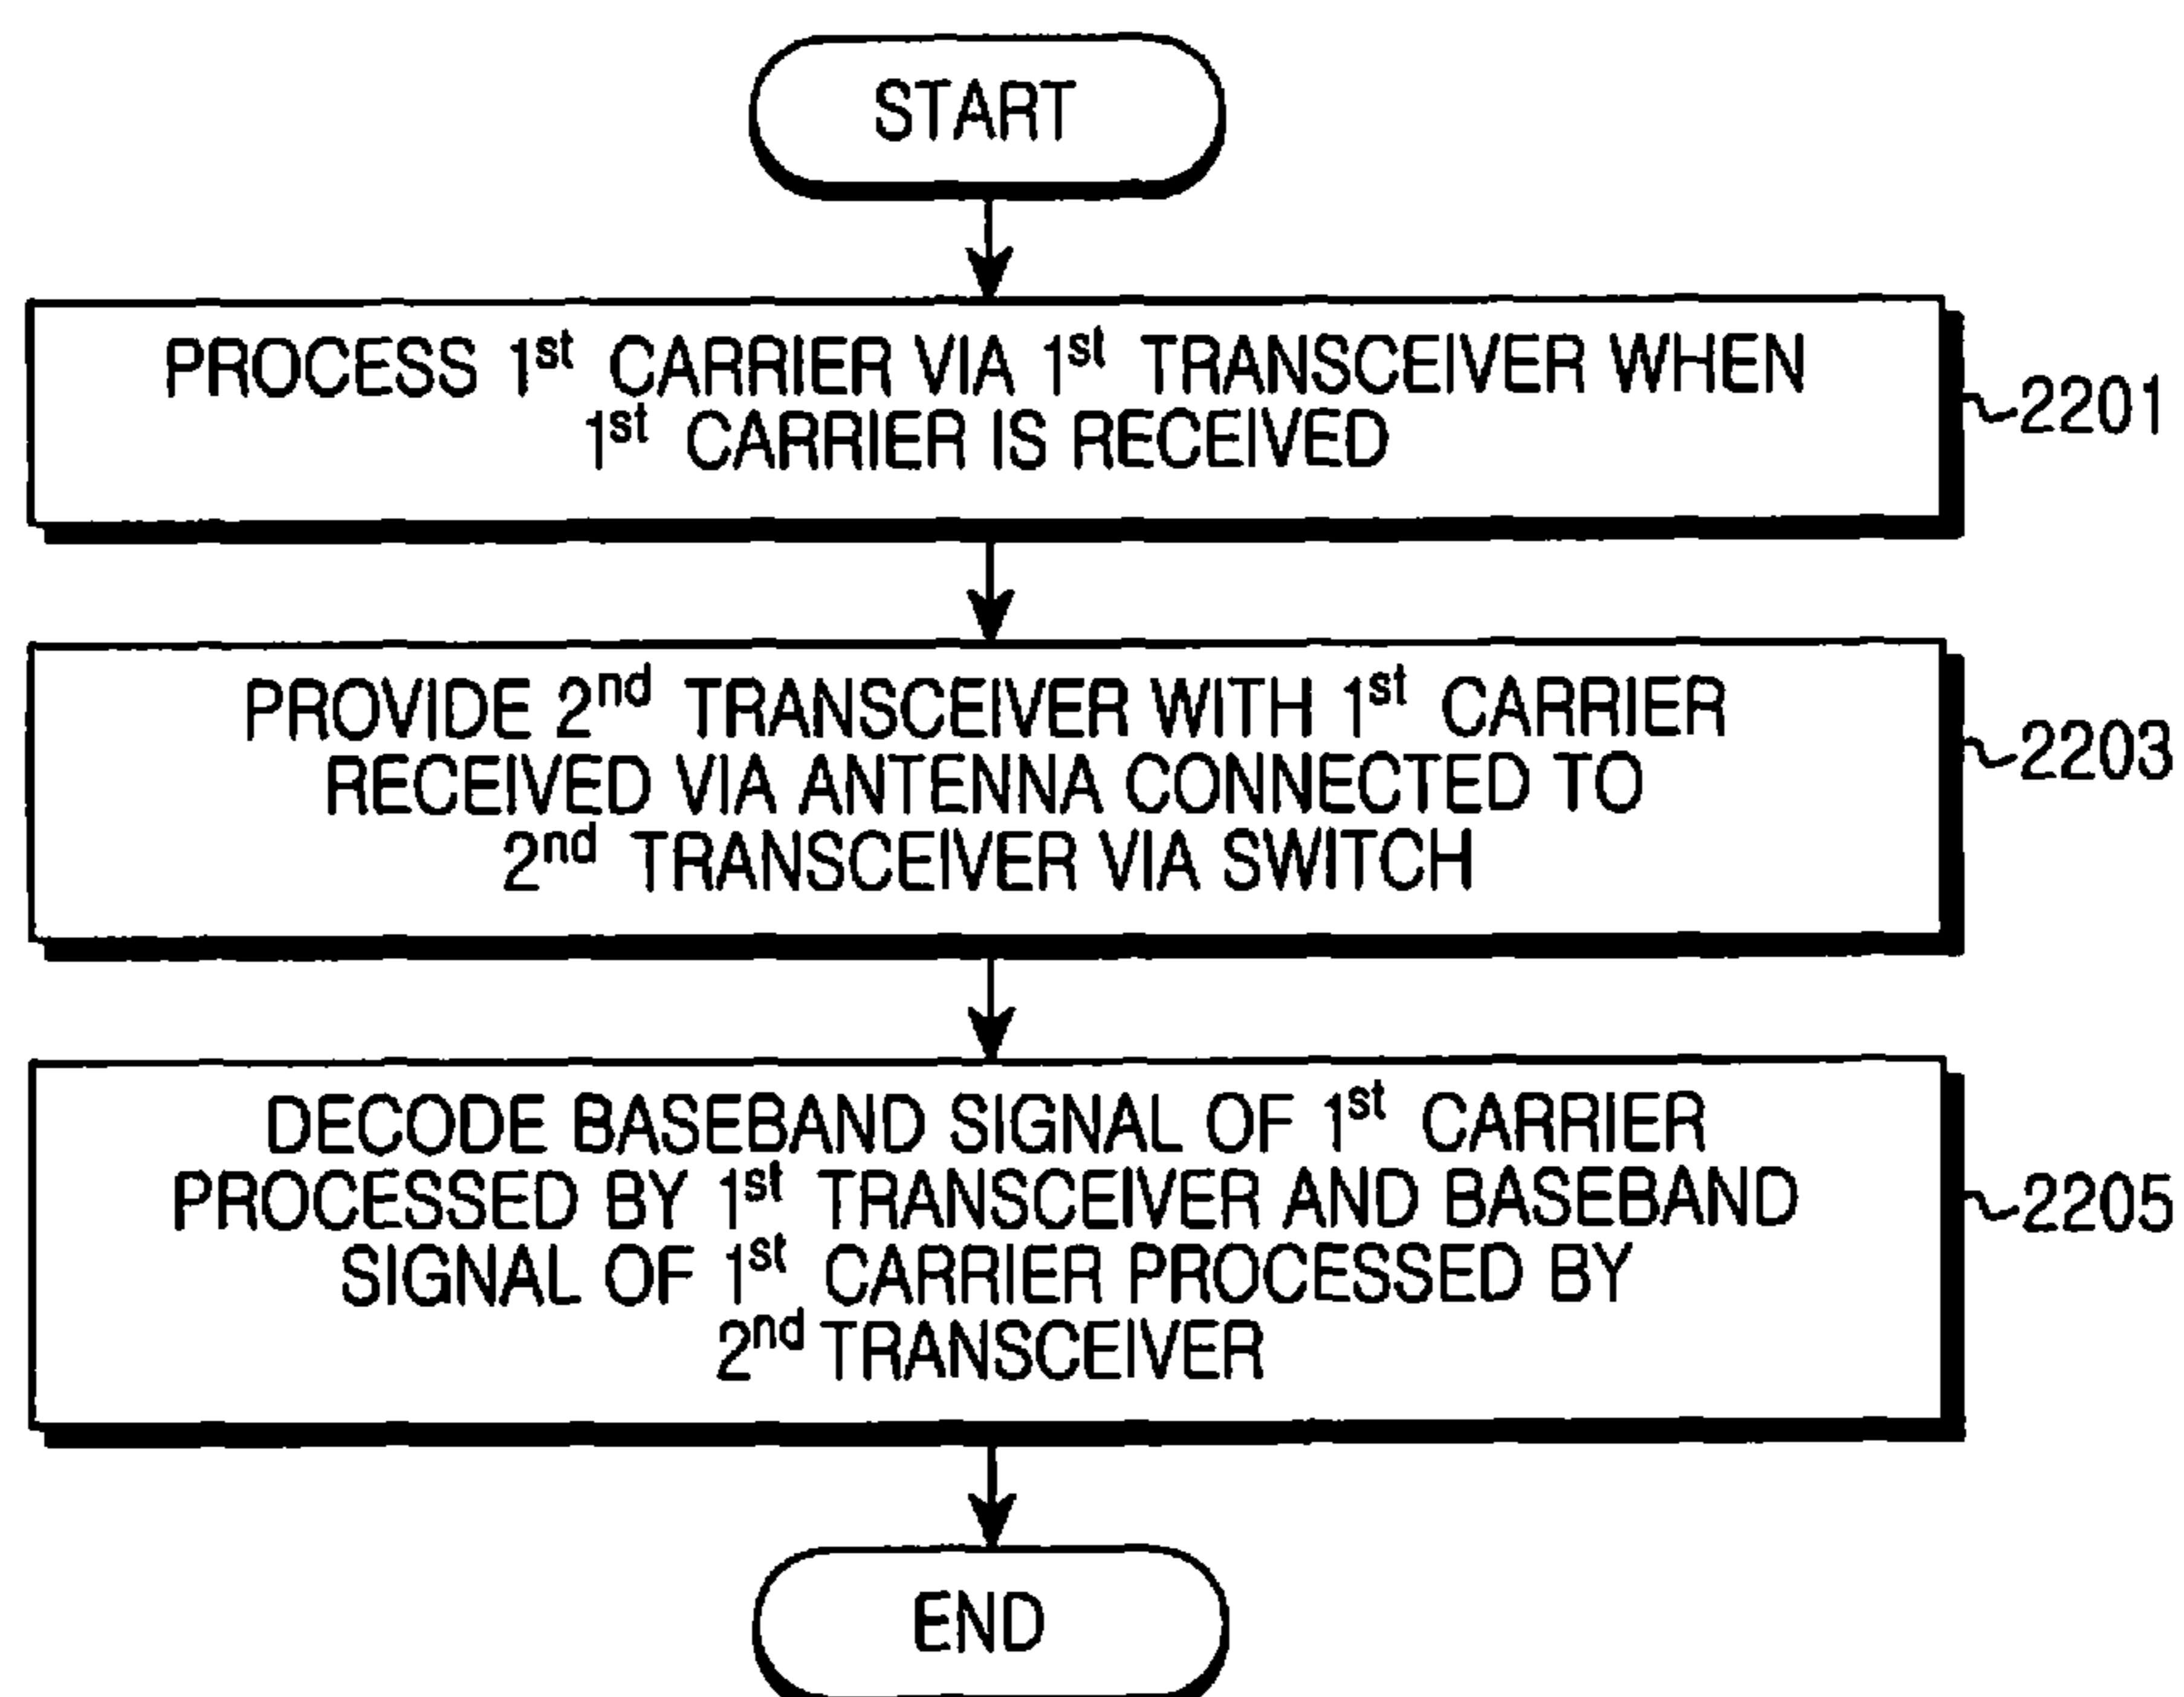 START
PROCESS 1st CARRIER VIA 1st TRANSCEIVER WHEN
1st CARRIER IS RECEIVED
2201
PROVIDE 2nd TRANSCEIVER WITH 1st CARRIER
RECEIVED VIA ANTENNA CONNECTED TO
2nd TRANSCEIVER VIA SWITCH
2203
DECODE BASEBAND SIGNAL OF 1st CARRIER
PROCESSED BY 1st TRANSCEIVER AND BASEBAND
SIGNAL OF 1st CARRIER PROCESSED BY
2nd TRANSCEIVER
2205
END